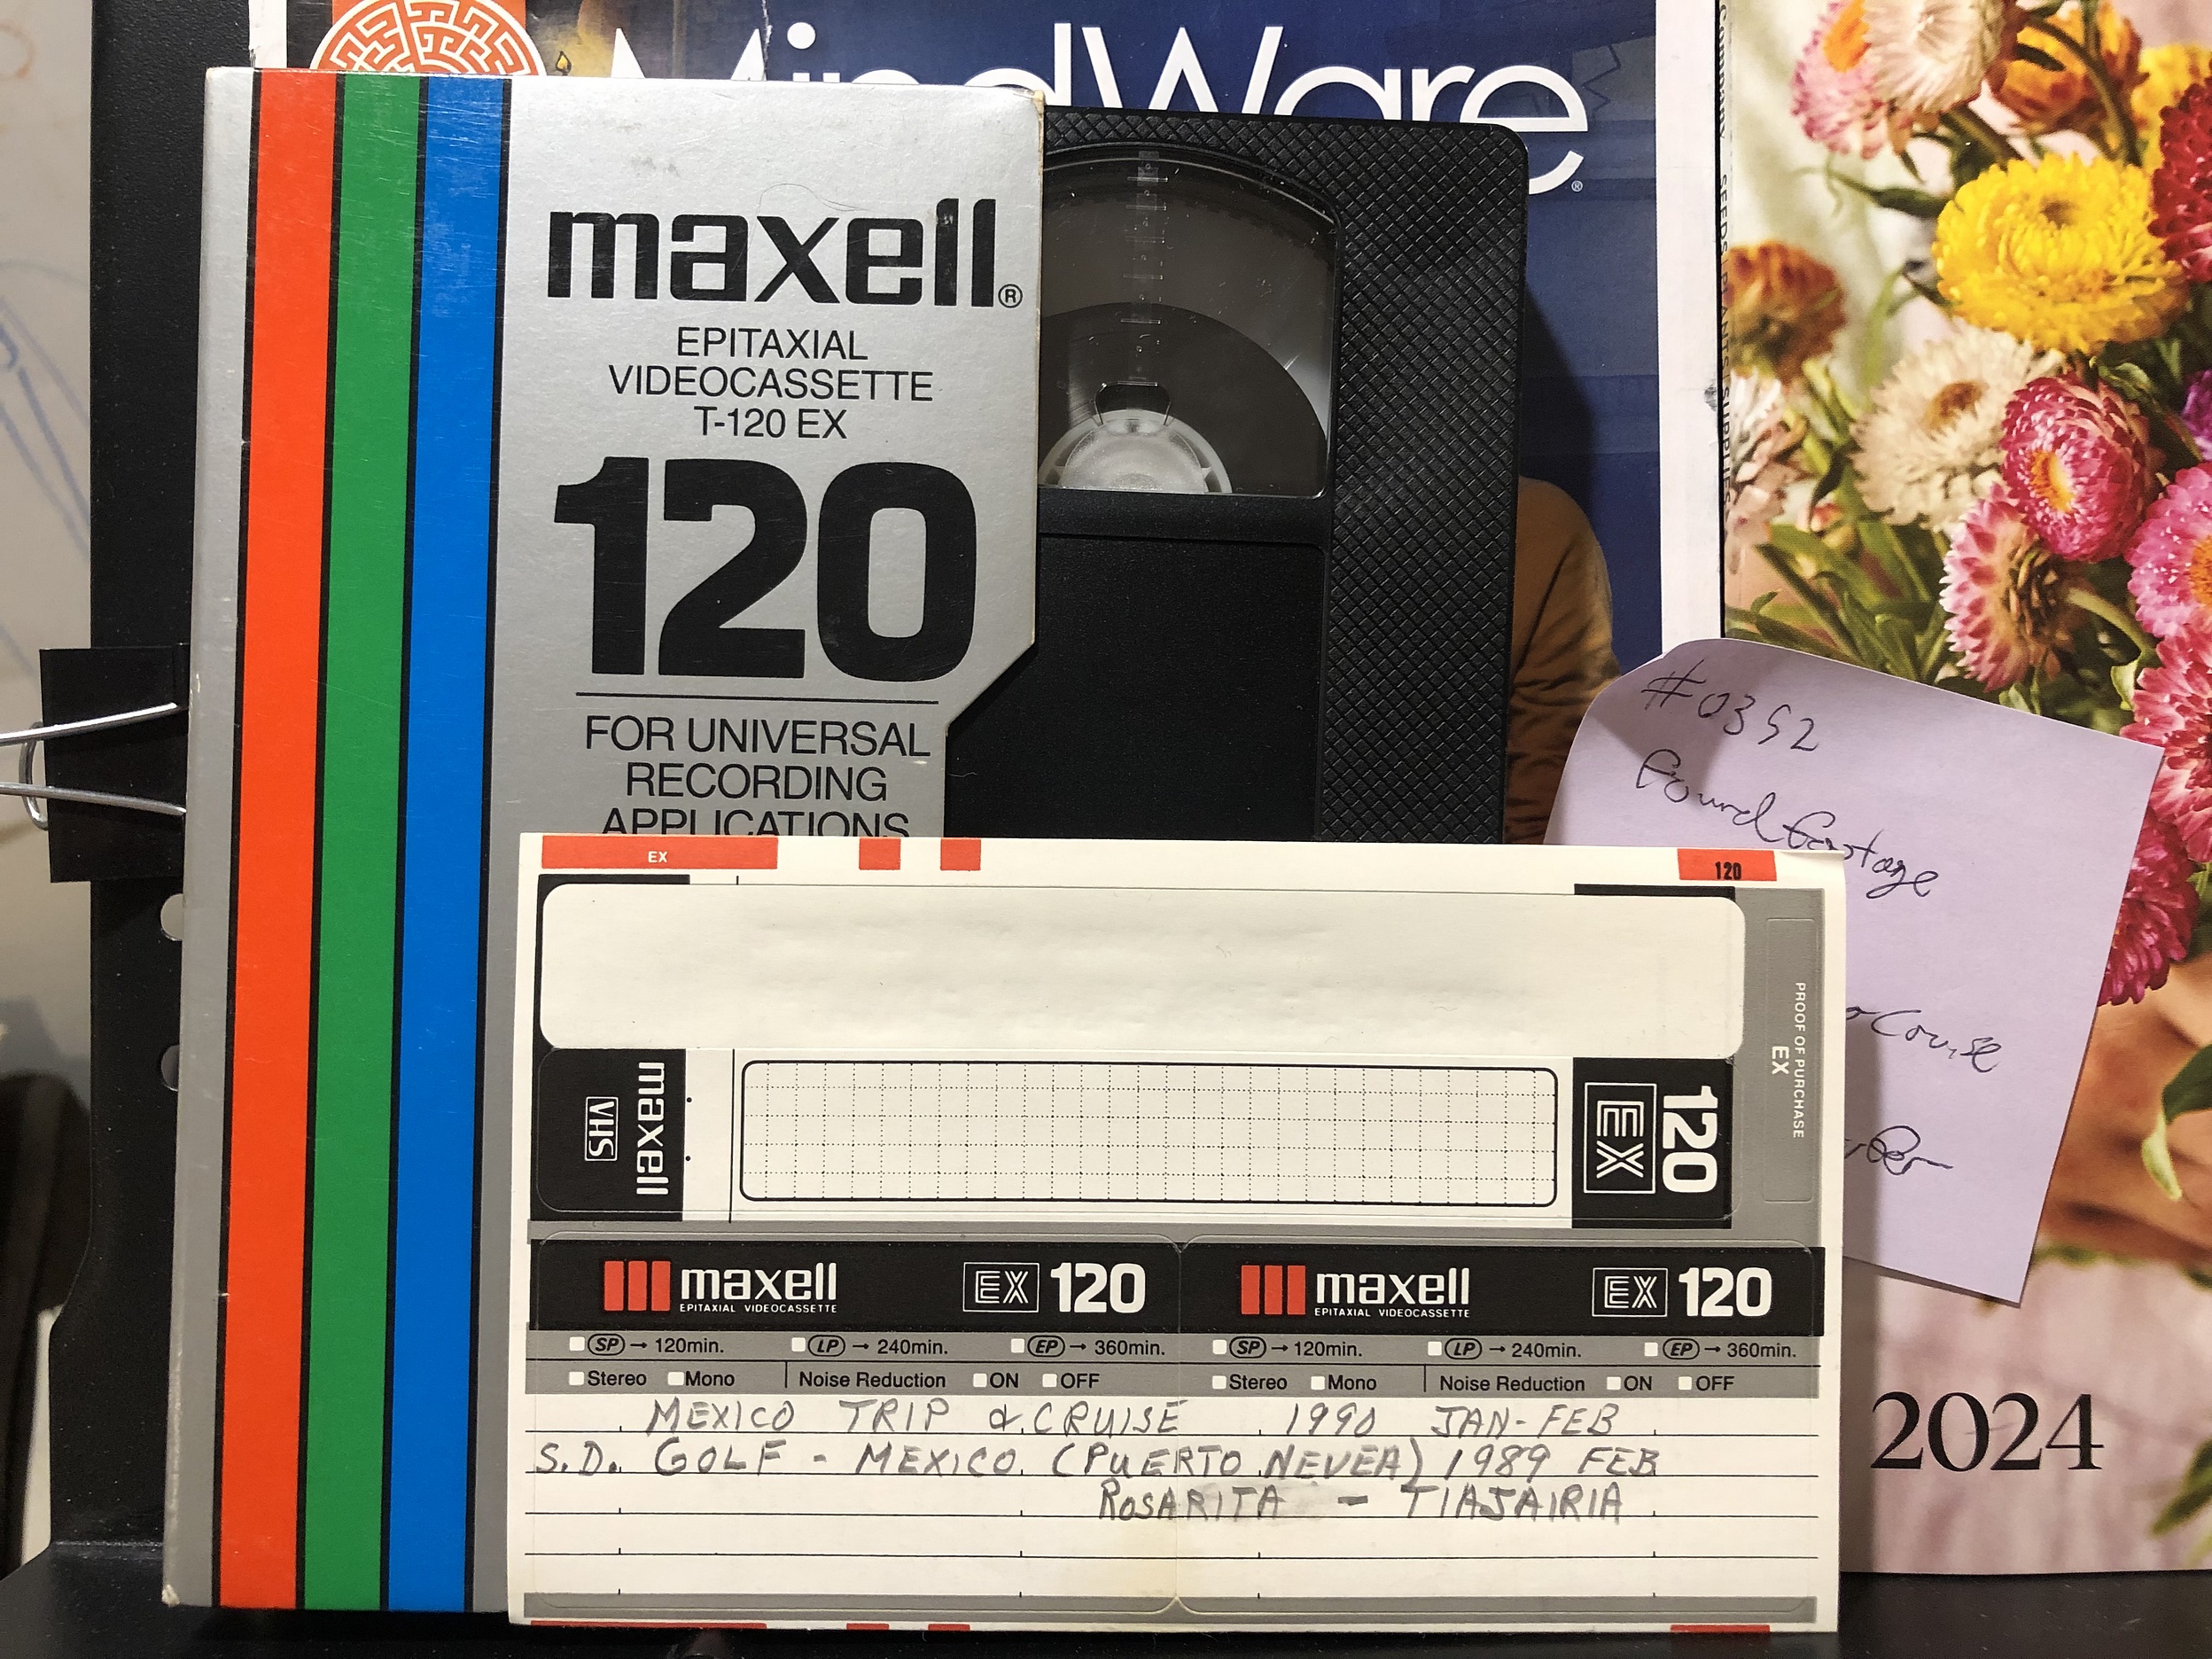 MindWare®
maxell®
EPITAXIAL
VIDEOCASSETTE
T-120 EX
120
FOR UNIVERSAL
RECORDING
APPLICATIONS
#0352
Found Footage
Cruise
EX
120
PROOF OF PURCHASE
EX
maxell
VHS
120
EX
maxell EX 120
EPITAXIAL VIDEOCASSETTE
maxell EX 120
EPITAXIAL VIDEOCASSETTE
SP → 120min. LP → 240min. EP → 360min.
SP → 120min. LP → 240min. EP → 360min.
Stereo Mono Noise Reduction ON OFF
Stereo Mono Noise Reduction ON OFF
MEXICO TRIP & CRUISE 1990 JAN-FEB
S.D. GOLF - MEXICO (PUERTO NEVEA) 1989 FEB
ROSARITA - TIAJAIRIA
2024